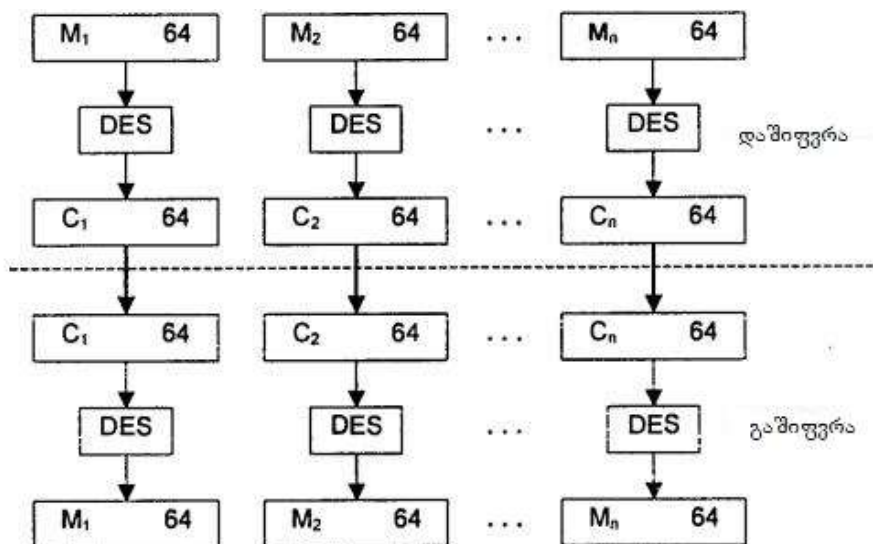 M₁ 64 M₂ 64 ... Mₙ 64
DES DES ... DES დაშიფვრა
C₁ 64 C₂ 64 ... Cₙ 64
C₁ 64 C₂ 64 ... Cₙ 64
DES DES ... DES გაშიფვრა
M₁ 64 M₂ 64 ... Mₙ 64